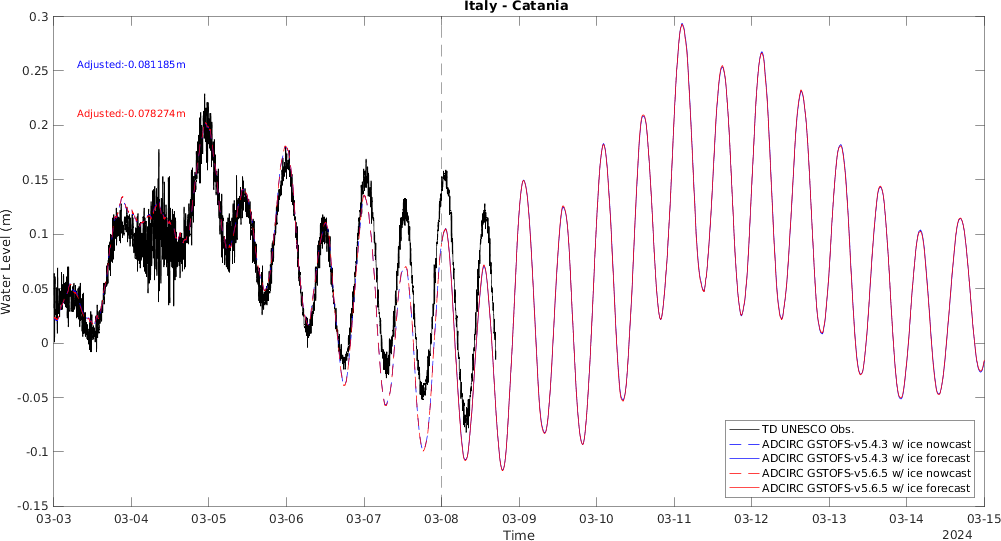 Italy - Catania
0.3
0.25
0.2
0.15
0.1
0.05
0
-0.05
-0.1
-0.15
Water Level (m)
Adjusted:-0.081185m
Adjusted:-0.078274m
TD UNESCO Obs.
ADCIRC GSTOFS-v5.4.3 w/ ice nowcast
ADCIRC GSTOFS-v5.4.3 w/ ice forecast
ADCIRC GSTOFS-v5.6.5 w/ ice nowcast
ADCIRC GSTOFS-v5.6.5 w/ ice forecast
03-03 03-04 03-05 03-06 03-07 03-08 03-09 03-10 03-11 03-12 03-13 03-14 03-15
Time
2024